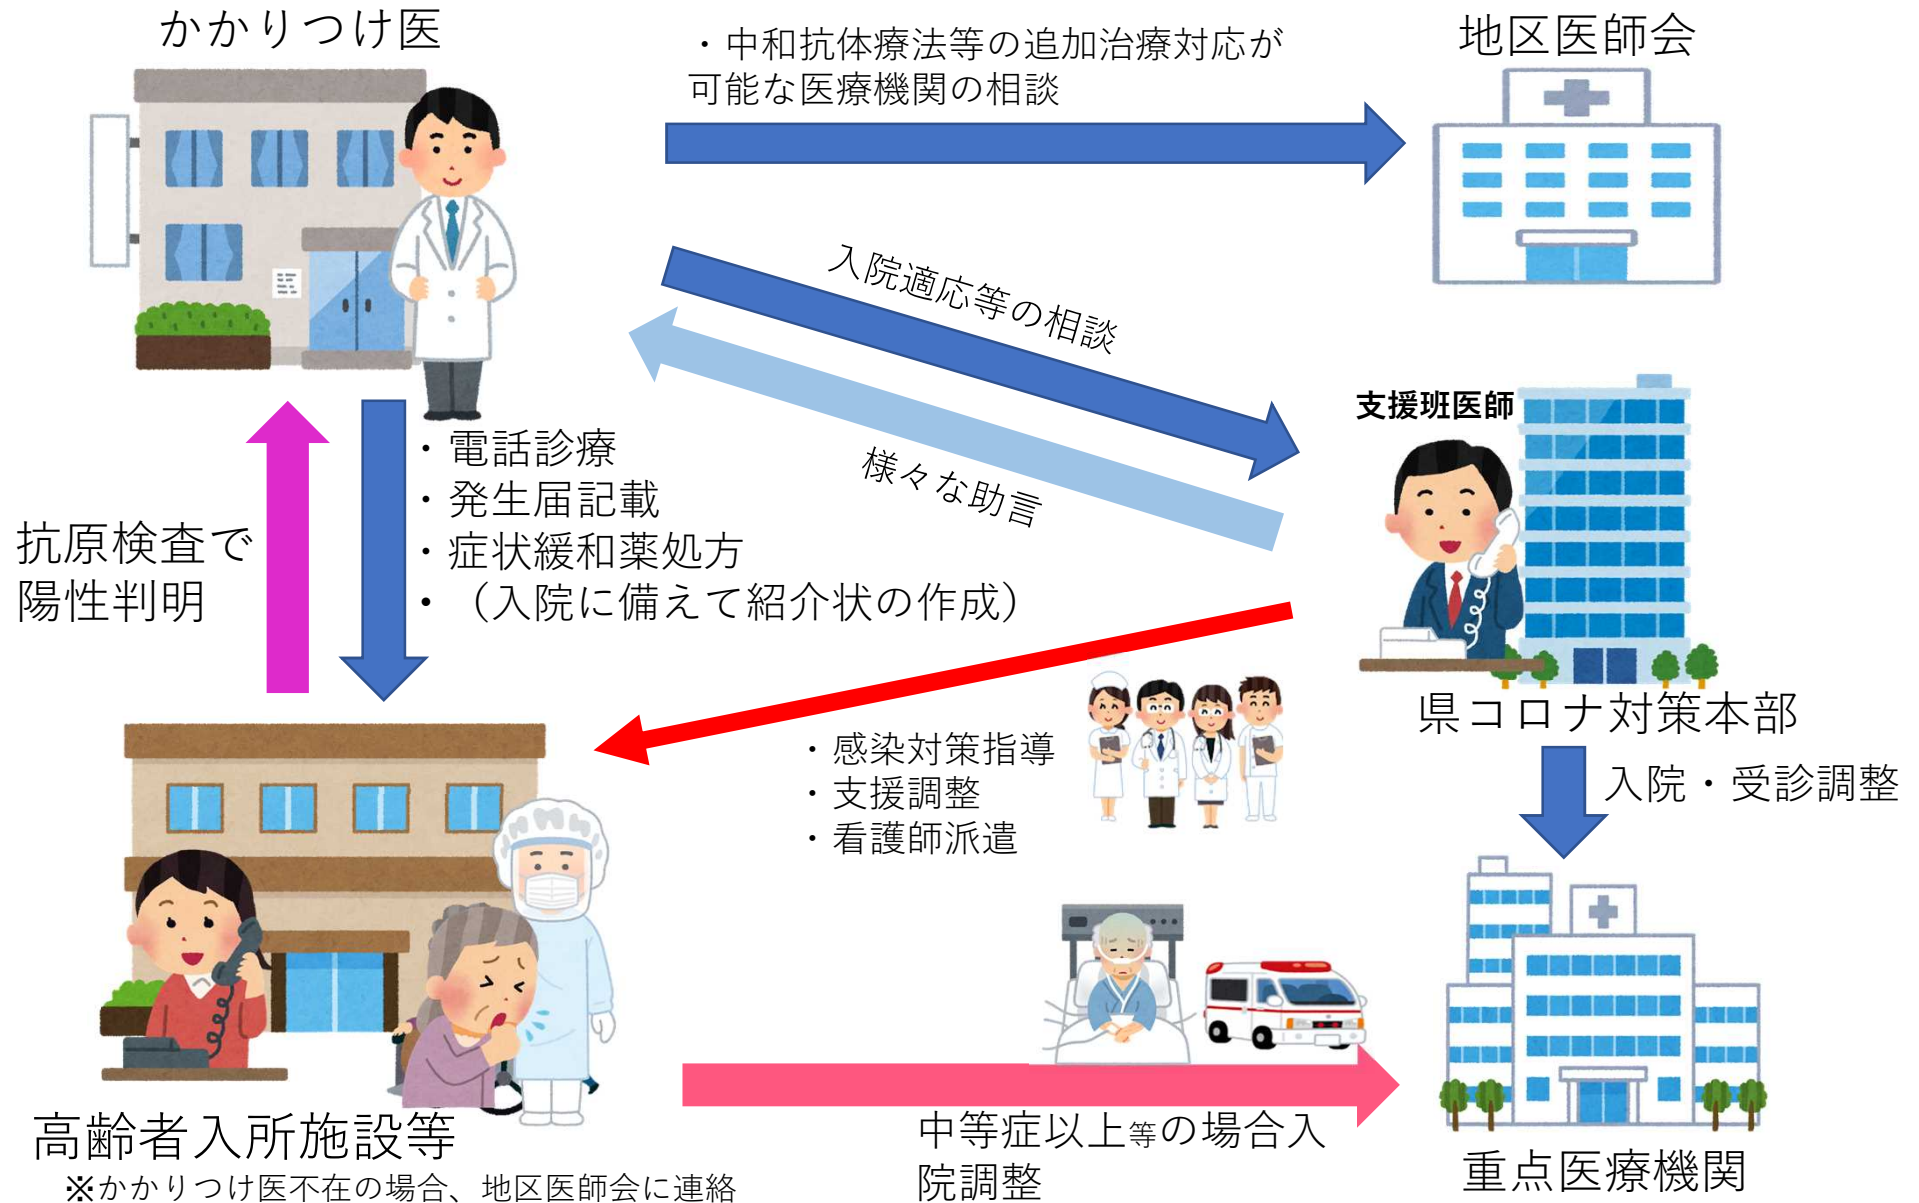 かかりつけ医
・中和抗体療法等の追加治療対応が
可能な医療機関の相談
地区医師会
入院適応等の相談
様々な助言
支援班医師
県コロナ対策本部
抗原検査で
陽性判明
・電話診療
・発生届記載
・症状緩和薬処方
・（入院に備えて紹介状の作成）
・感染対策指導
・支援調整
・看護師派遣
入院・受診調整
高齢者入所施設等
※かかりつけ医不在の場合、地区医師会に連絡
中等症以上等の場合入
院調整
重点医療機関